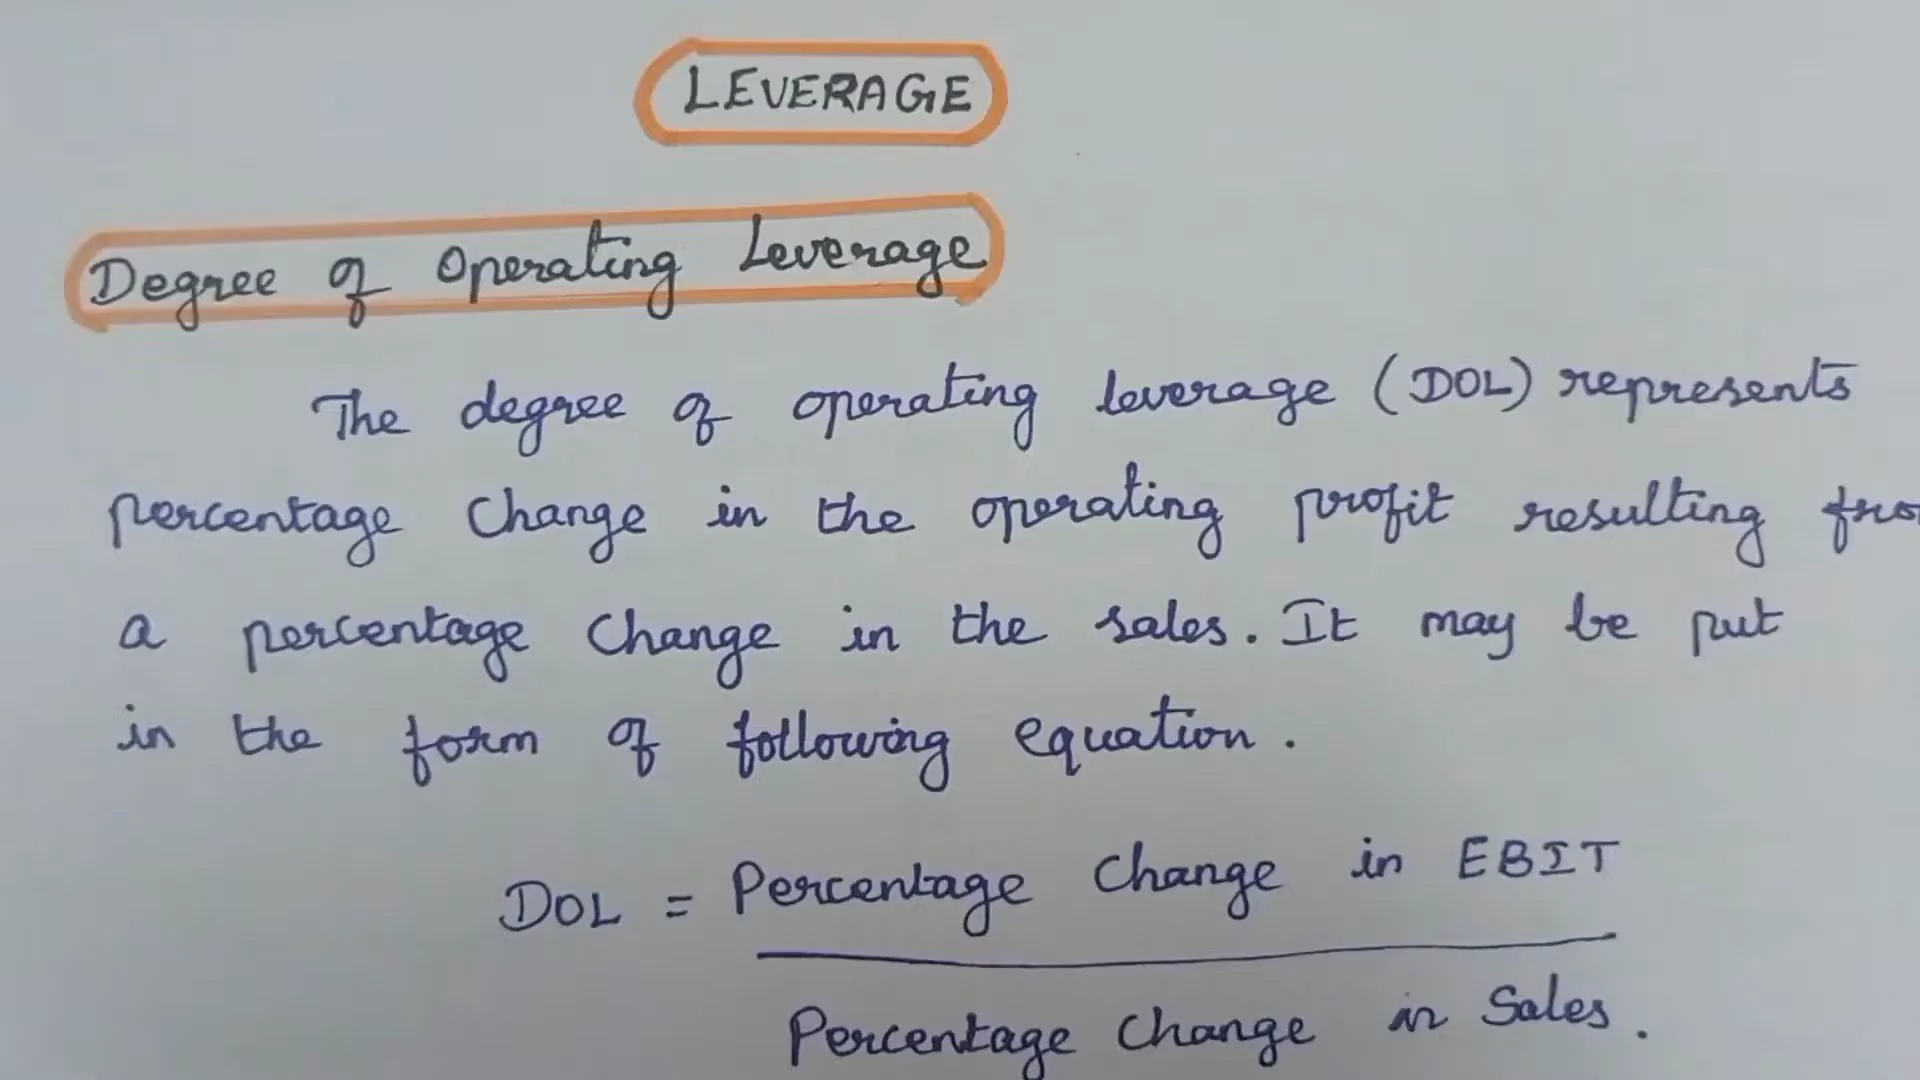 LEVERAGE
Degree of Operating Leverage
The degree of operating leverage (DOL) represents
percentage change in the operating profit resulting
a percentage change in the sales. It may be put
in the form of following equation.
DOL = Percentage change in EBIT
Percentage change in Sales.